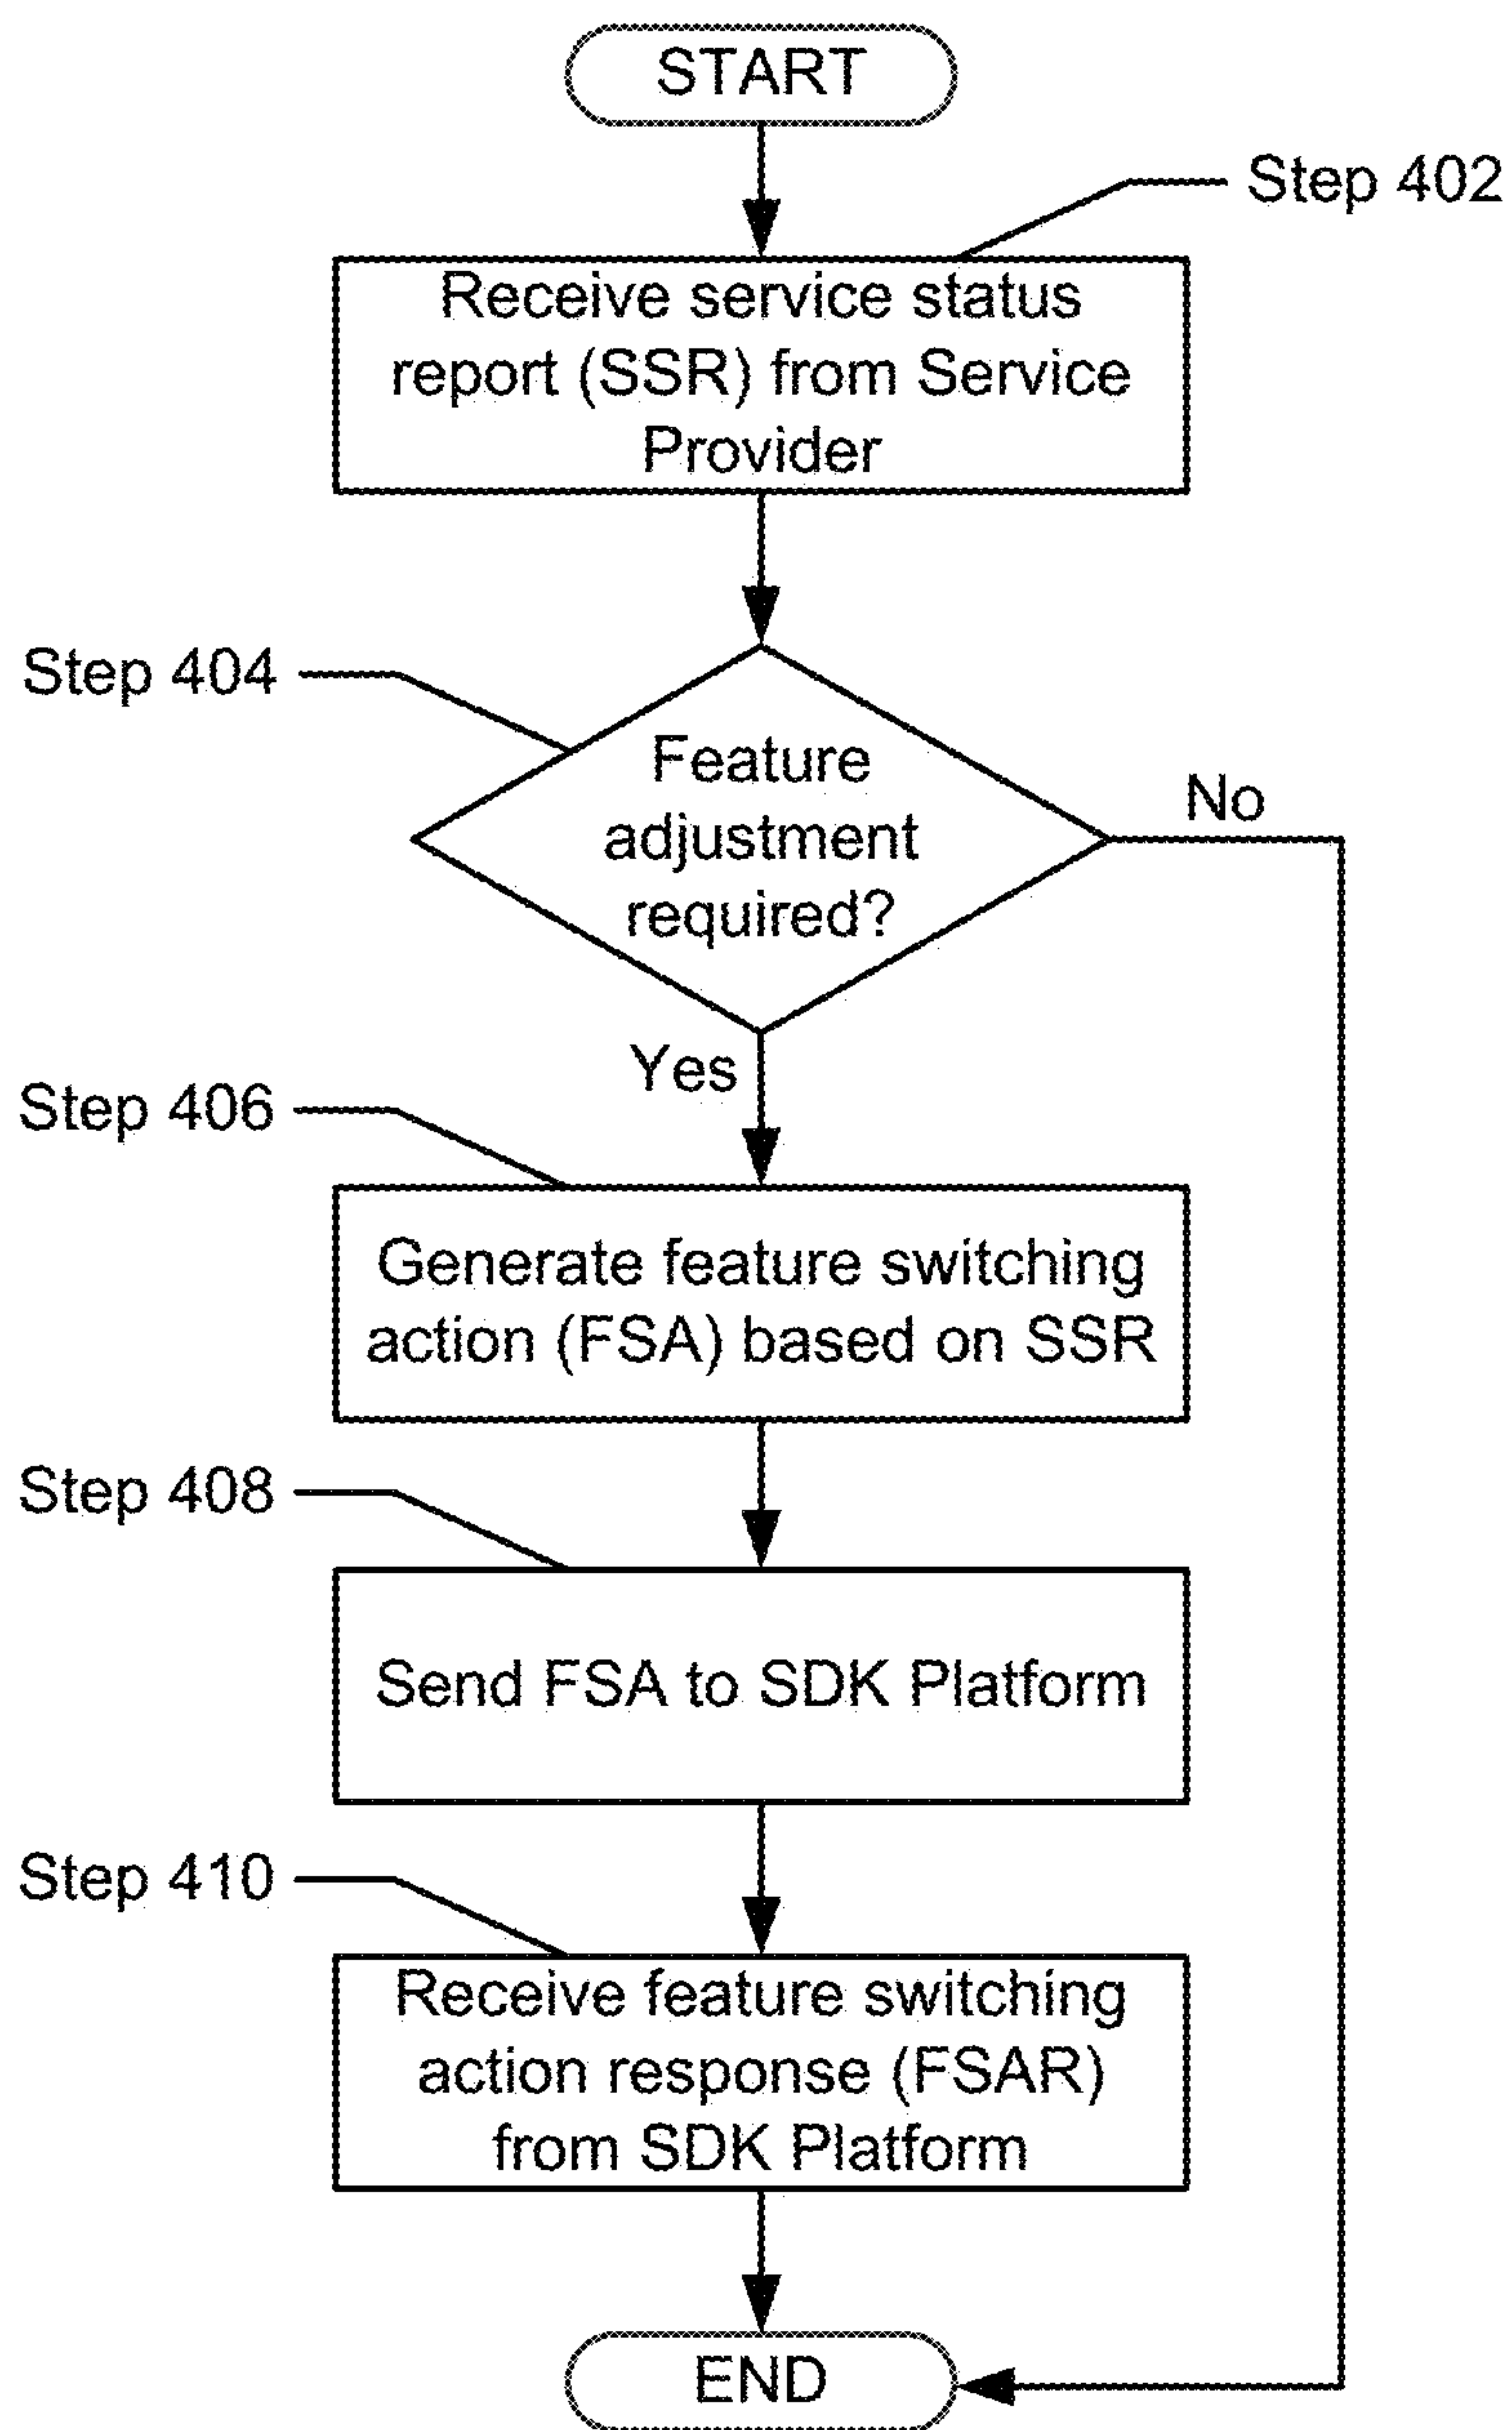 START
Step 402
Receive service status
report (SSR) from Service
Provider
Step 404
Feature
adjustment
required?
No
Yes
Step 406
Generate feature switching
action (FSA) based on SSR
Step 408
Send FSA to SDK Platform
Step 410
Receive feature switching
action response (FSAR)
from SDK Platform
END